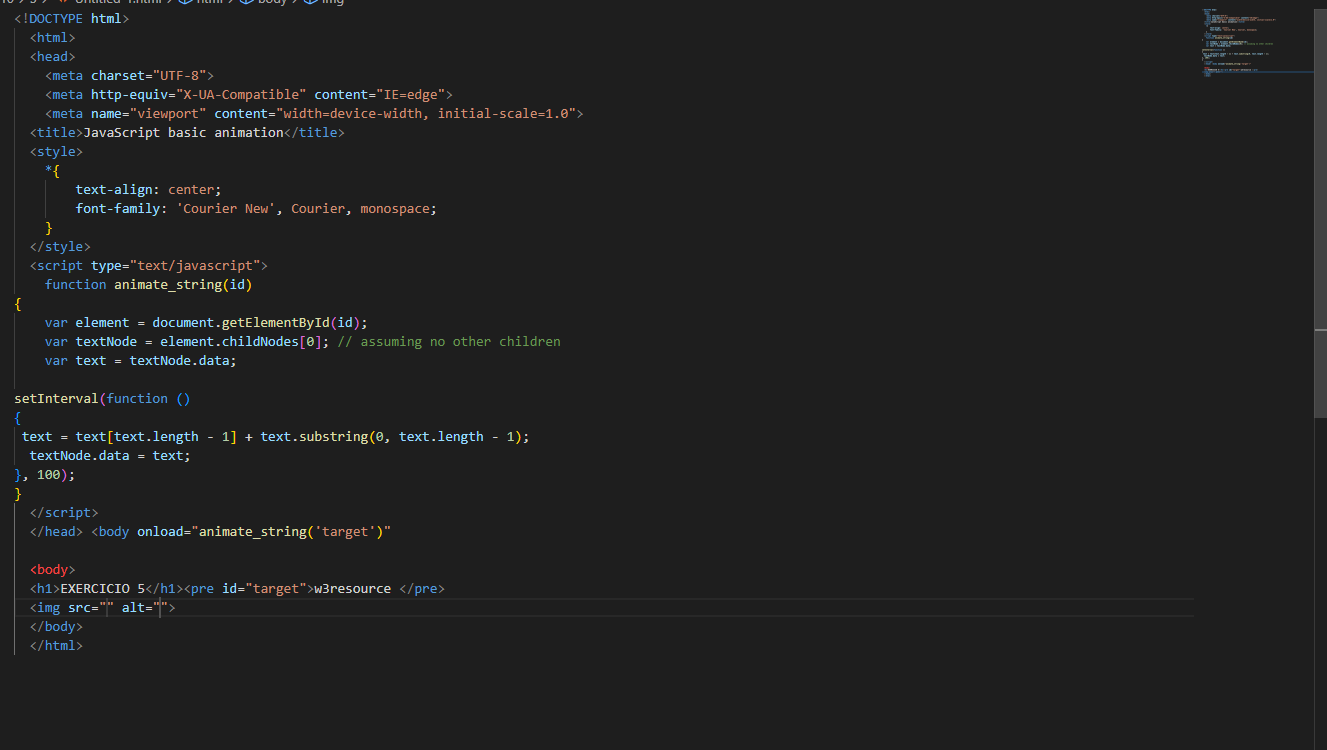 Untitled-1.html > html > body > img
<!DOCTYPE html>
<html>
<head>
<meta charset="UTF-8">
<meta http-equiv="X-UA-Compatible" content="IE=edge">
<meta name="viewport" content="width=device-width, initial-scale=1.0">
<title>JavaScript basic animation</title>
<style>
*{
text-align: center;
font-family: 'Courier New', Courier, monospace;
}
</style>
<script type="text/javascript">
function animate_string(id)
{
var element = document.getElementById(id);
var textNode = element.childNodes[0]; // assuming no other children
var text = textNode.data;
setInterval(function ()
{
text = text[text.length - 1] + text.substring(0, text.length - 1);
textNode.data = text;
}, 100);
}
</script>
</head> <body onload="animate_string('target')"
<body>
<h1>EXERCICIO 5</h1><pre id="target">w3resource </pre>
<img src="" alt="">
</body>
</html>